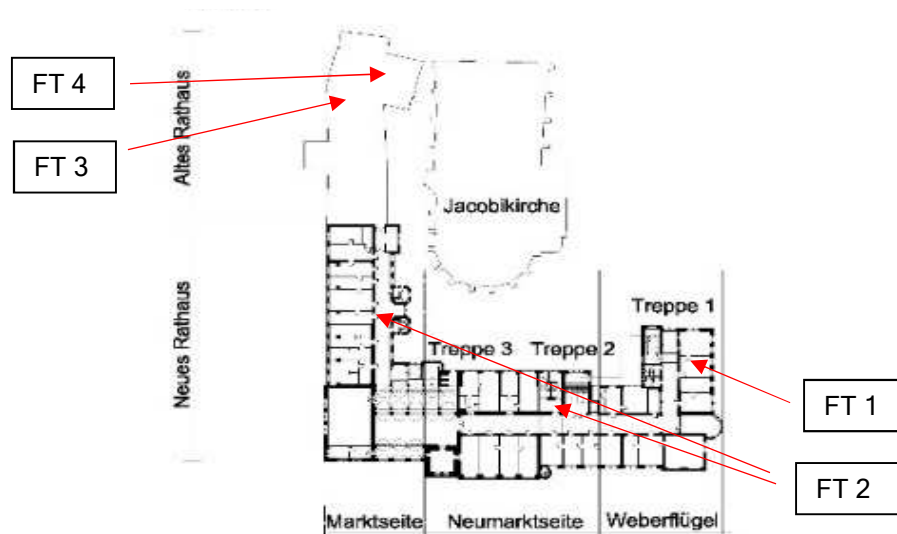 FT 4
FT 3
Altes Rathaus
Jacobikirche
Neues Rathaus
Treppe 1
Treppe 3
Treppe 2
FT 1
FT 2
Marktseite
Neumarktseite
Weberflügel